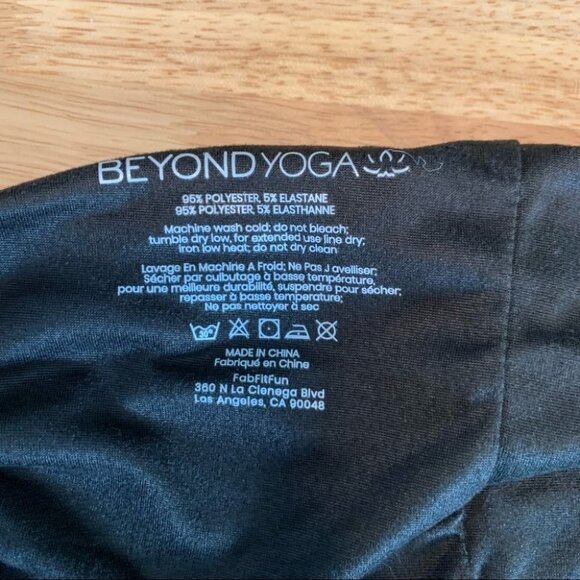 BEYOND YOGA
95% POLYESTER, 5% ELASTANE
95% POLYESTER, 5% ELASTHANNE
Machine wash cold; do not bleach;
tumble dry low, for extended use line dry;
iron low heat; do not dry clean
Lavage En Machirie A Froid; Ne Pas J avelliser;
Sécher par culbutage à basse température,
pour une meilleure durabilité, suspendre pour sécher;
repasser à basse temperature;
Ne pas nettoyer à sec
30°
MADE IN CHINA
Fabriqué en Chine
FabFitFun
360 N La Cienega Blvd
Los Angeles, CA 90048